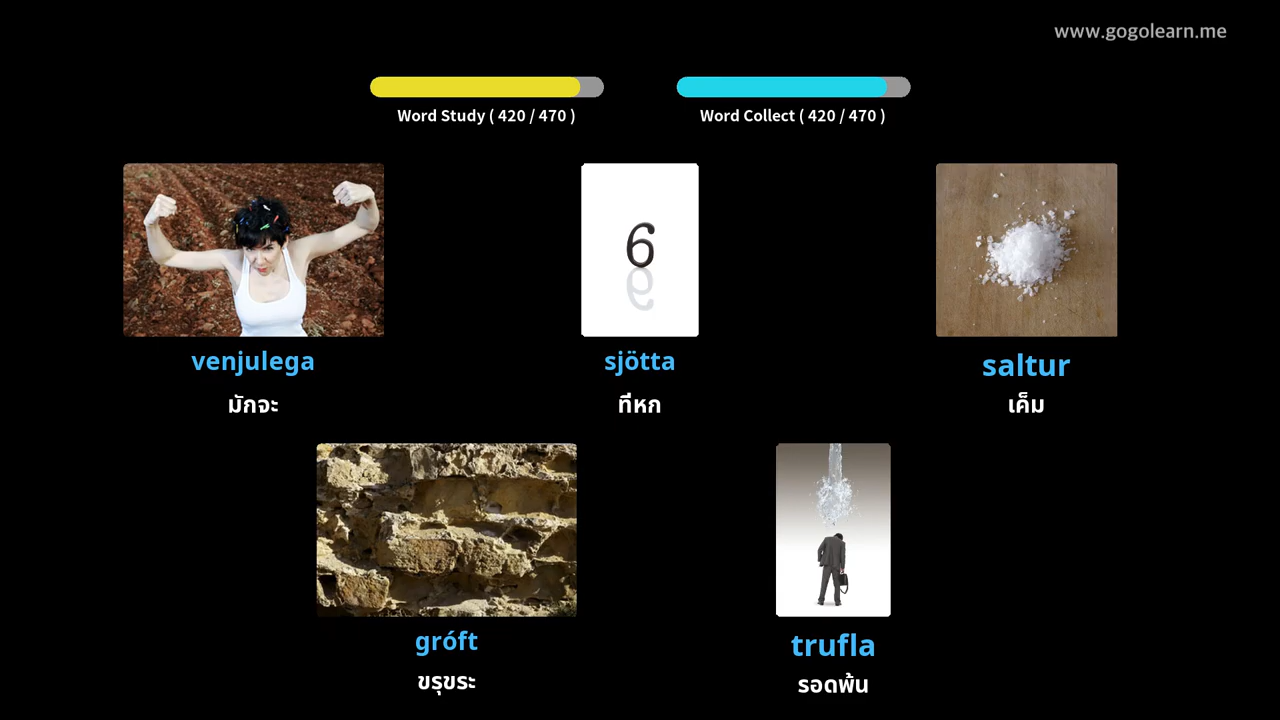 www.gogolearn.me
Word Study ( 420 / 470 )
Word Collect ( 420 / 470 )
6
venjulega
มักจะ
sjötta
ที่หก
saltur
เค็ม
gróft
ขรุขระ
trufla
รอดพ้น